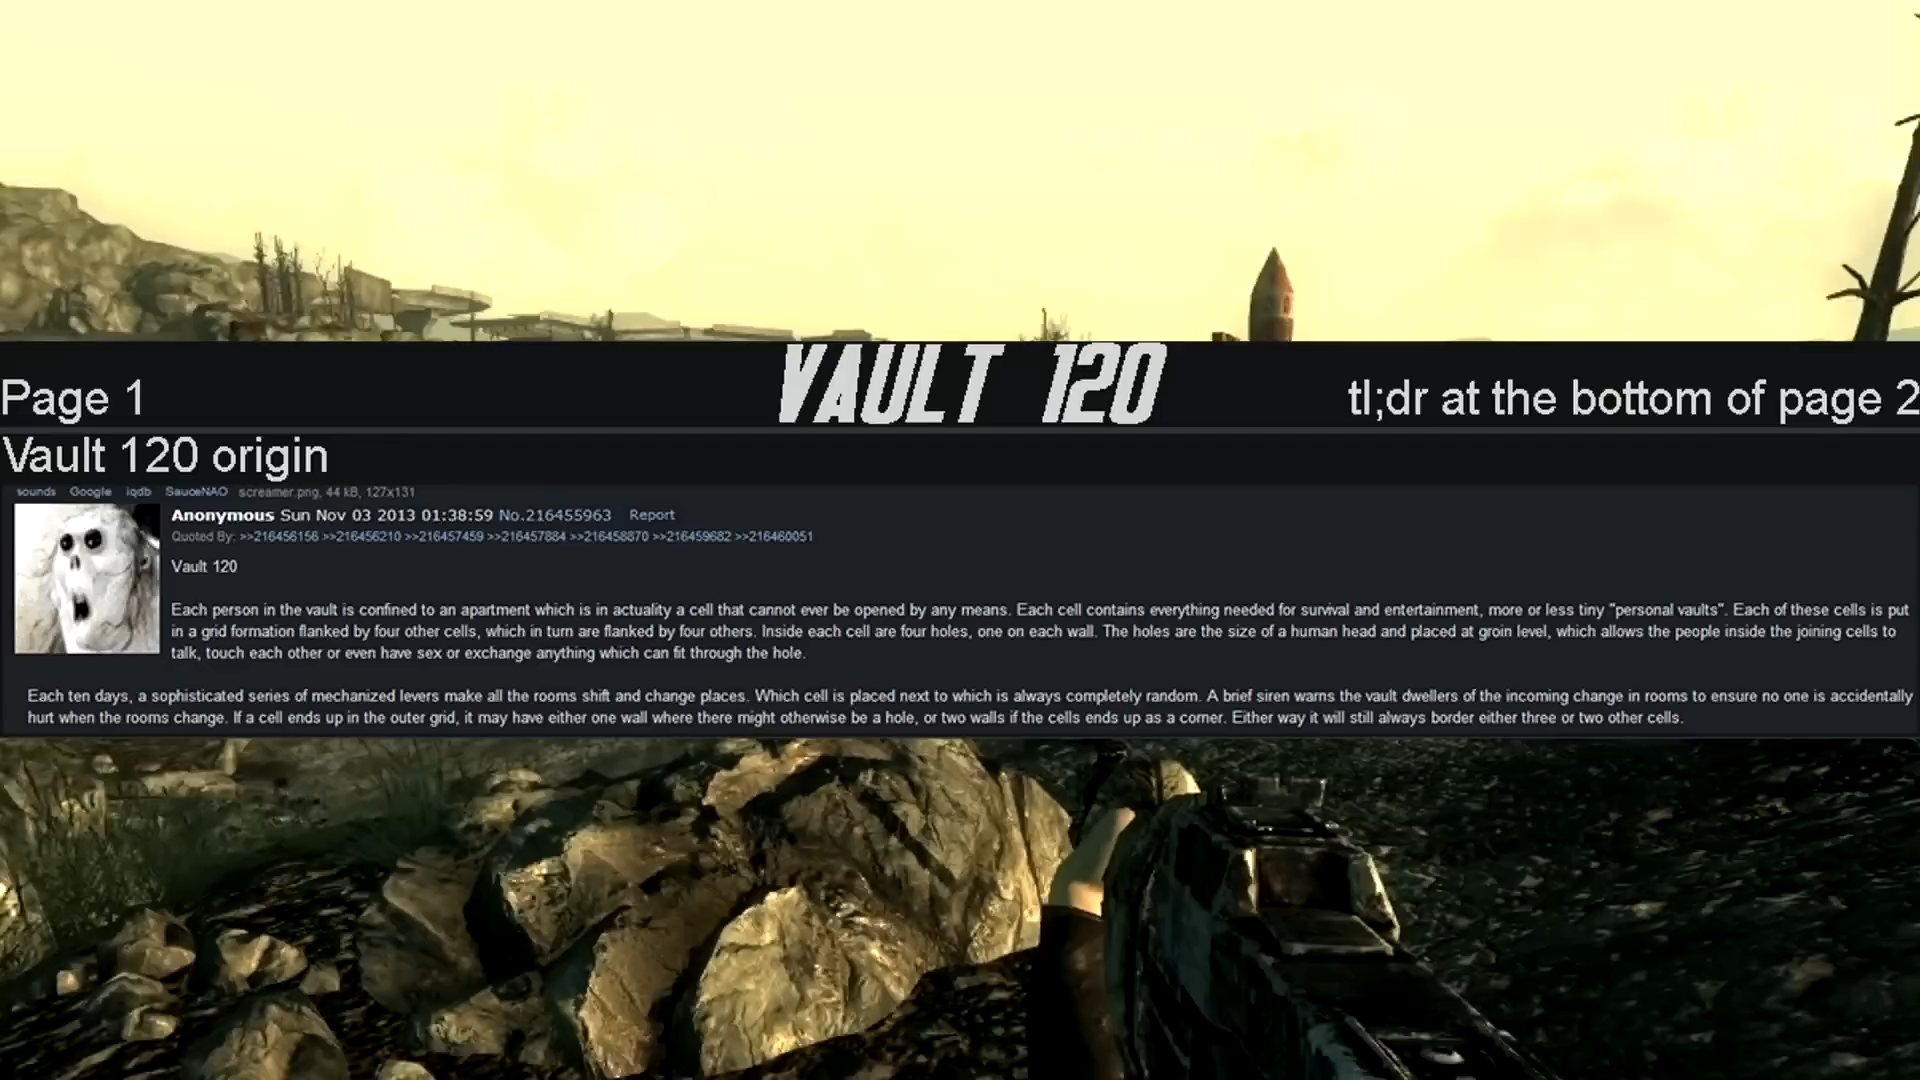 Page 1
VAULT 120
tl;dr at the bottom of page 2
Vault 120 origin
sounds Google iqdb SauceNAO screamer.png, 44 kB, 127x131
Anonymous Sun Nov 03 2013 01:38:59 No.216455963 Report
Quoted By: >>216456156 >>216456210 >>216457459 >>216457884 >>216458870 >>216459682 >>216460051
Vault 120
Each person in the vault is confined to an apartment which is in actuality a cell that cannot ever be opened by any means. Each cell contains everything needed for survival and entertainment, more or less tiny "personal vaults". Each of these cells is put
in a grid formation flanked by four other cells, which in turn are flanked by four others. Inside each cell are four holes, one on each wall. The holes are the size of a human head and placed at groin level, which allows the people inside the joining cells to
talk, touch each other or even have sex or exchange anything which can fit through the hole.
Each ten days, a sophisticated series of mechanized levers make all the rooms shift and change places. Which cell is placed next to which is always completely random. A brief siren warns the vault dwellers of the incoming change in rooms to ensure no one is accidentally
hurt when the rooms change. If a cell ends up in the outer grid, it may have either one wall where there might otherwise be a hole, or two walls if the cells ends up as a corner. Either way it will still always border either three or two other cells.